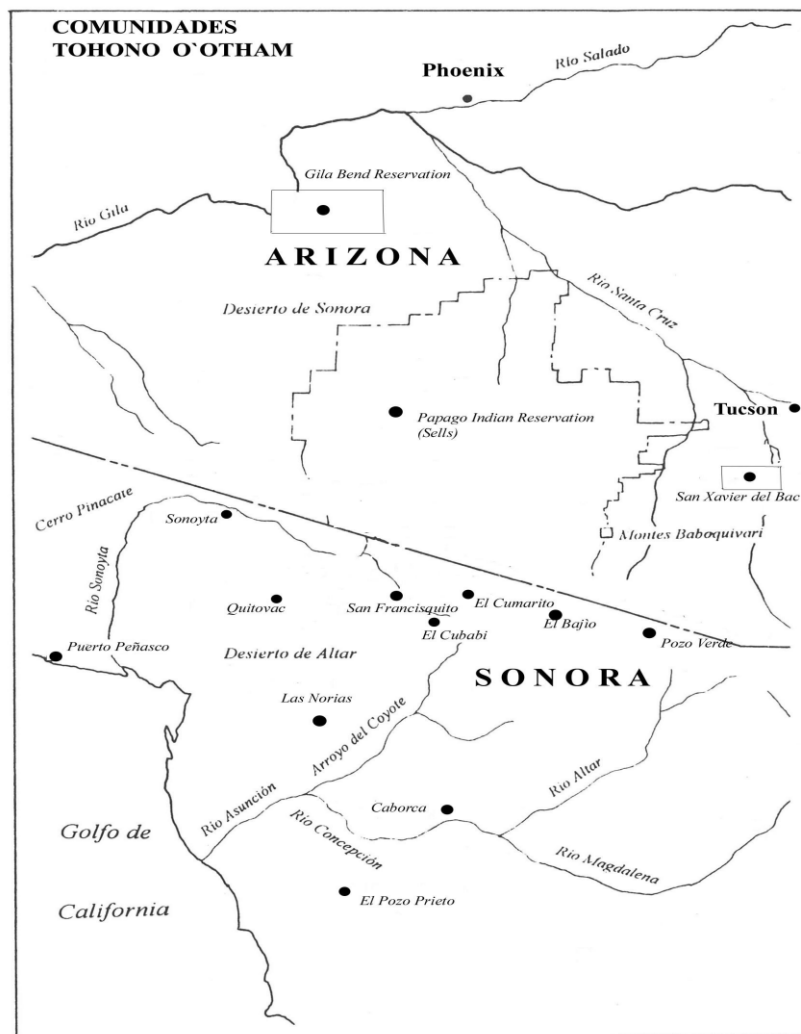 COMUNIDADES
TOHONO O`OTHAM
Phoenix
Rio Salado
Gila Bend Reservation
Rio Gila
ARIZONA
Desierto de Sonora
Rio Santa Cruz
Papago Indian Reservation
(Sells)
Tucson
San Xavier del Bac
Cerro Pinacate
Sonoyta
Montes Baboquivari
Rio Sonoyta
Quitovac
San Francisquito
El Cumarito
El Cubabi
El Bajìo
Pozo Verde
Puerto Peñasco
Desierto de Altar
SONORA
Las Norias
Arroyo del Coyote
Rio Altar
Rio Asunción
Caborca
Golfo de
California
Rio Concepción
Rio Magdalena
El Pozo Prieto